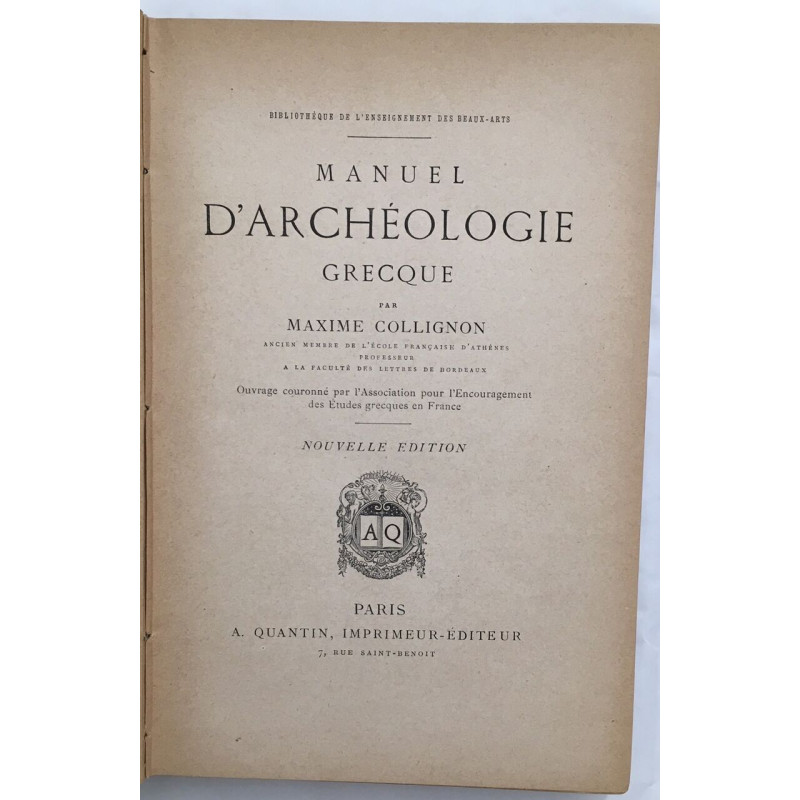 BIBLIOTHÈQUE DE L'ENSEIGNEMENT DES BEAUX-ARTS
MANUEL
D'ARCHÉOLOGIE
GRECQUE
PAR
MAXIME COLLIGNON
ANCIEN MEMBRE DE L'ÉCOLE FRANÇAISE D'ATHÈNES
PROFESSEUR
A LA FACULTÉ DES LETTRES DE BORDEAUX
Ouvrage couronné par l'Association pour l'Encouragement
des Études grecques en France
NOUVELLE EDITION
AQ
PARIS
A. QUANTIN, IMPRIMEUR-ÉDITEUR
7, RUE SAINT-BENOIT